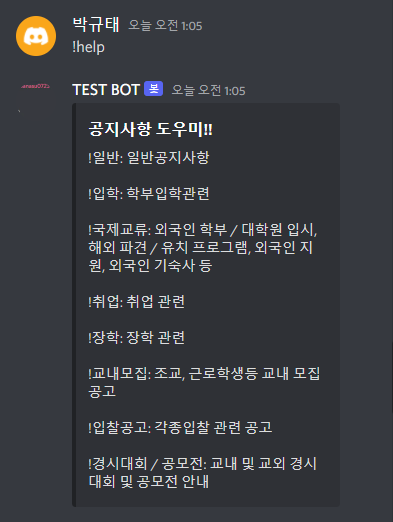 박규태 오늘 오전 1:05
!help
TEST BOT 봇 오늘 오전 1:05
공지사항 도우미!!
!일반: 일반공지사항
!입학: 학부입학관련
!국제교류: 외국인 학부 / 대학원 입시,
해외 파견 / 유치 프로그램, 외국인 지
원, 외국인 기숙사 등
!취업: 취업 관련
!장학: 장학 관련
!교내모집: 조교, 근로학생등 교내 모집
공고
!입찰공고: 각종입찰 관련 공고
!경시대회 / 공모전: 교내 및 교외 경시
대회 및 공모전 안내